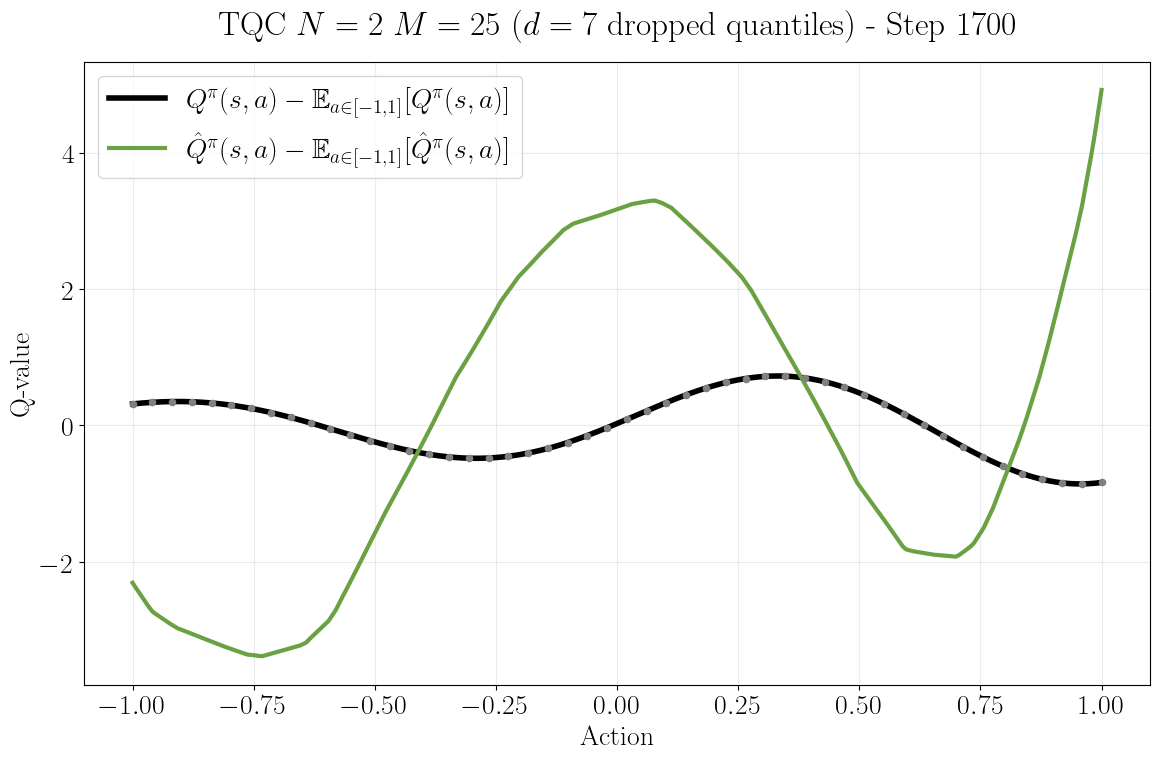 TQC N = 2 M = 25 (d = 7 dropped quantiles) - Step 1700
Q^π(s, a) − 𝔼_{a∈[−1,1]}[Q^π(s, a)]
Q̂^π(s, a) − 𝔼_{a∈[−1,1]}[Q̂^π(s, a)]
4
2
0
−2
Q-value
−1.00 −0.75 −0.50 −0.25 0.00 0.25 0.50 0.75 1.00
Action